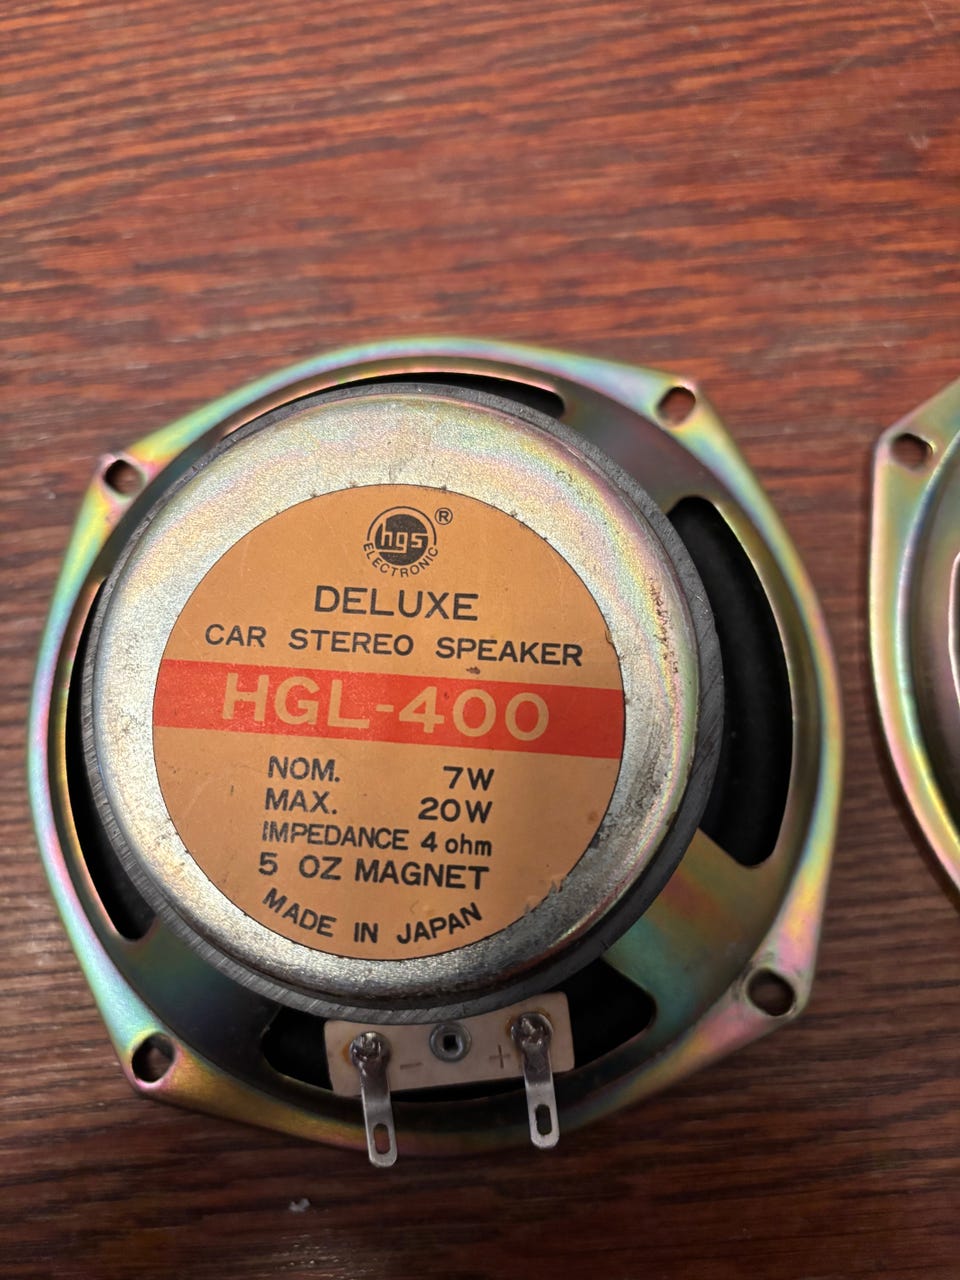 hgs ®
ELECTRONIC
DELUXE
CAR STEREO SPEAKER
HGL-400
NOM. 7W
MAX. 20W
IMPEDANCE 4 ohm
5 OZ MAGNET
MADE IN JAPAN
− +